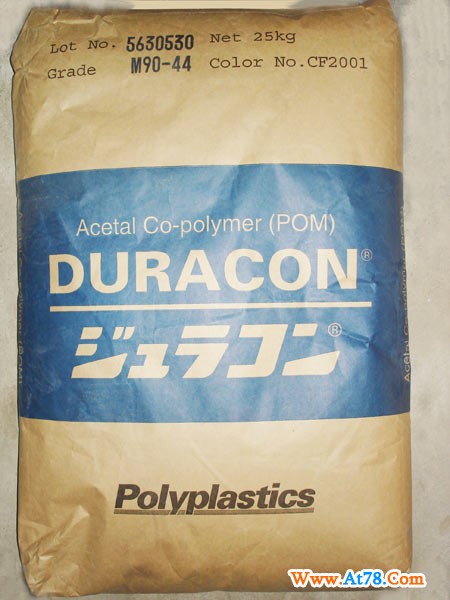 Lot No. 5630530 Net 25kg
Grade M90-44 Color No.CF2001
Acetal Co-polymer (POM)
DURACON®
ジュラコン®
Polyplastics
Www.At78.Com